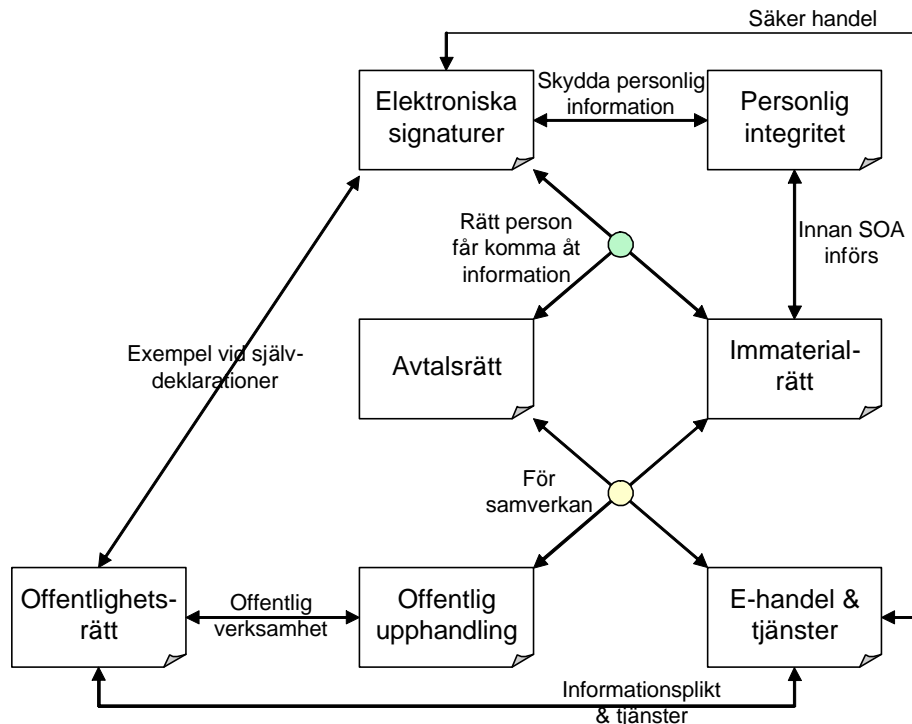 Säker handel
Elektroniska
signaturer
Skydda personlig
information
Personlig
integritet
Rätt person
får komma åt
information
Innan SOA
införs
Exempel vid själv-
deklarationer
Avtalsrätt
Immaterial-
rätt
För
samverkan
Offentlighets-
rätt
Offentlig
verksamhet
Offentlig
upphandling
E-handel &
tjänster
Informationsplikt
& tjänster